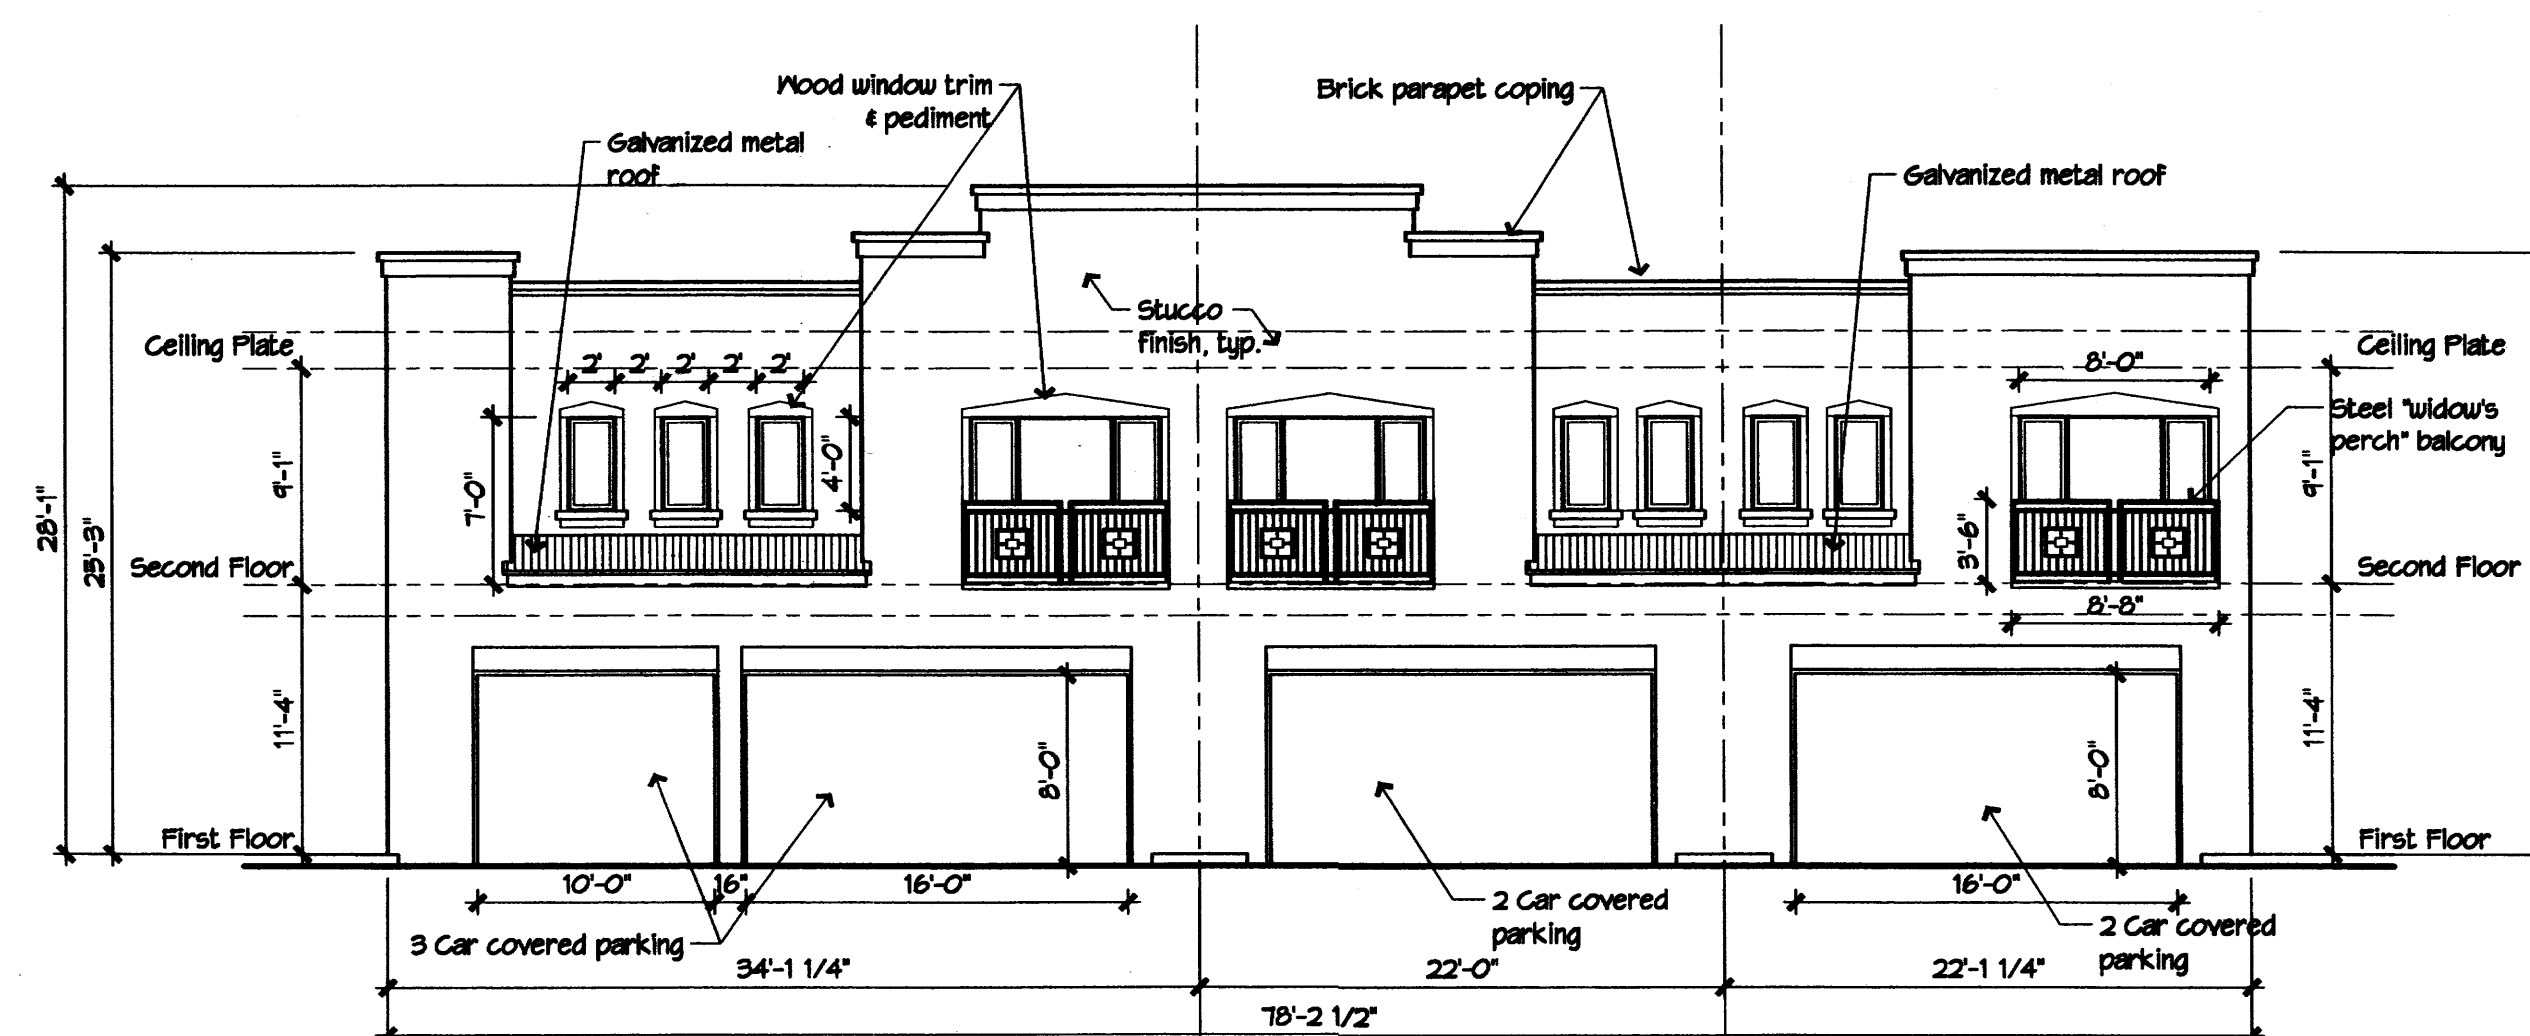 Wood window trim
& pediment
Brick parapet coping
Galvanized metal
roof
Galvanized metal roof
Stucco
finish, typ.
Ceiling Plate
Ceiling Plate
2' 2' 2' 2' 2'
8'-0"
Steel "widow's
perch" balcony
28'-1"
25'-3"
9'-1"
7'-0"
4'-0"
9'-1"
3'-6"
Second Floor
Second Floor
8'-8"
11'-4"
8'-0"
8'-0"
11'-4"
First Floor
First Floor
10'-0" 16" 16'-0"
16'-0"
3 Car covered parking
2 Car covered
parking
2 Car covered
parking
34'-1 1/4"
22'-0"
22'-1 1/4"
78'-2 1/2"